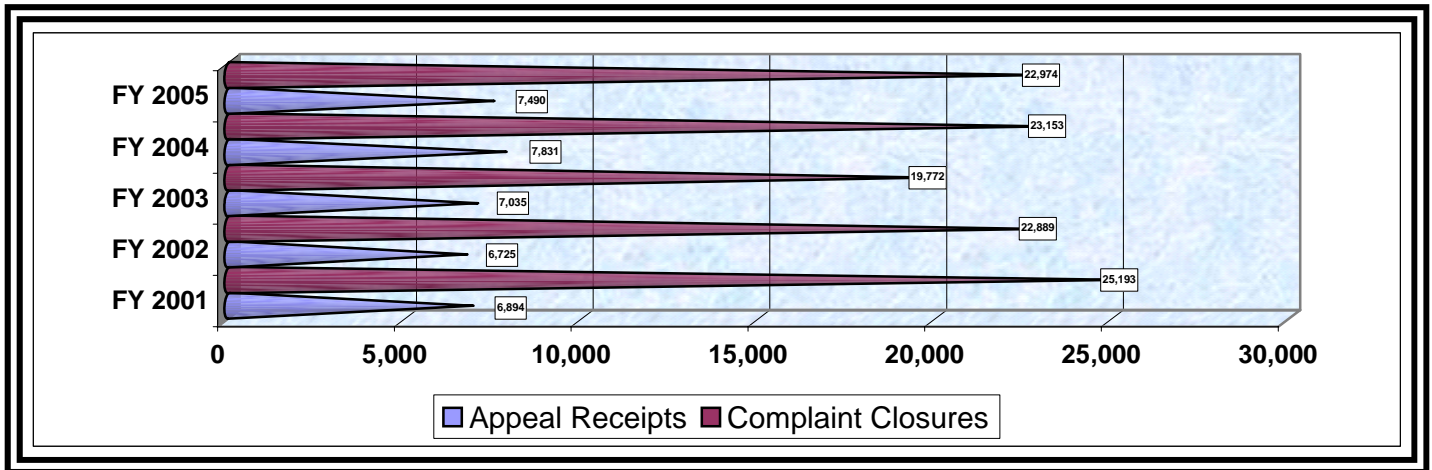 22,974
FY 2005
7,490
23,153
FY 2004
7,831
19,772
FY 2003
7,035
22,889
FY 2002
6,725
25,193
FY 2001
6,894
0 5,000 10,000 15,000 20,000 25,000 30,000
Appeal Receipts Complaint Closures